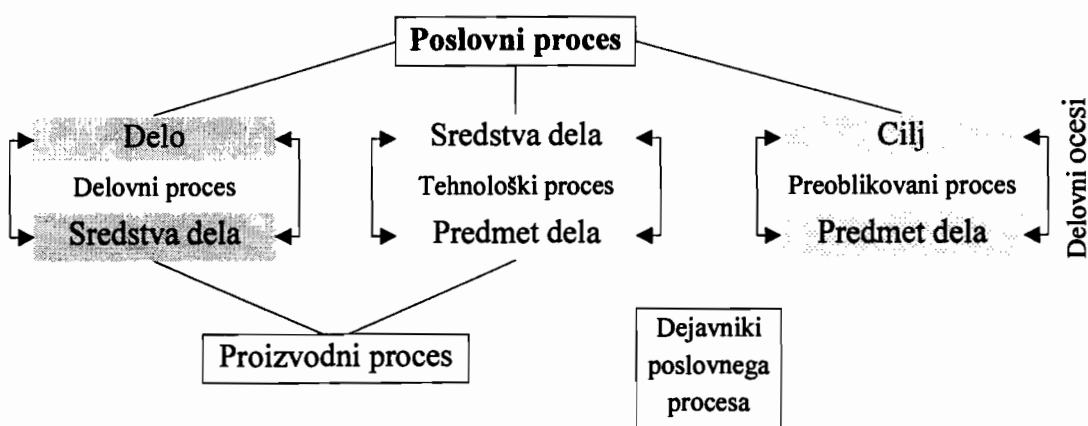 Poslovni proces
Delo
Delovni proces
Sredstva dela
Sredstva dela
Tehnološki proces
Predmet dela
Cilj
Preoblikovani proces
Predmet dela
Delovni ocesi
Proizvodni proces
Dejavniki
poslovnega
procesa